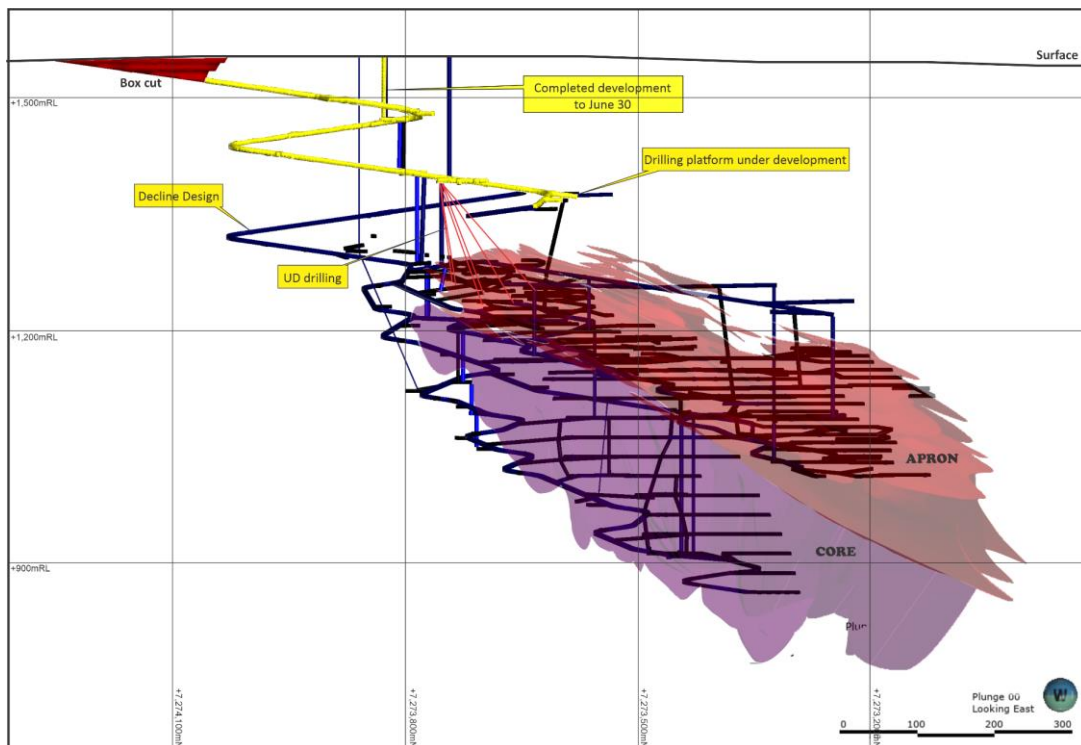 Surface
Box cut
+1,500mRL
Completed development
to June 30
Drilling platform under development
Decline Design
UD drilling
+1,200mRL
APRON
CORE
+900mRL
+7,274,100mN
+7,273,800mN
+7,273,500mN
Plunge 00
Looking East
W
0 100 200 300